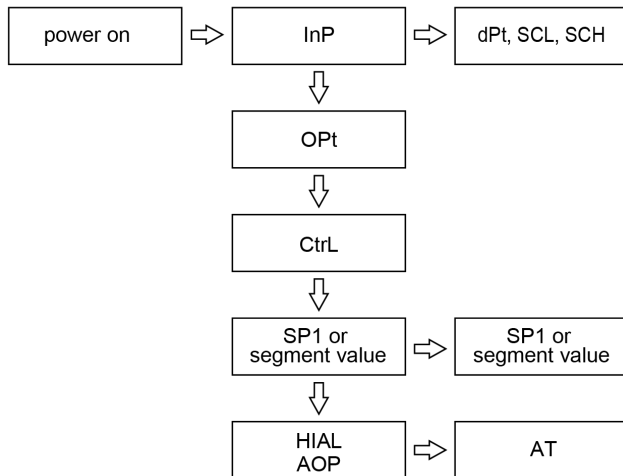 power on
InP
dPt, SCL, SCH
OPt
CtrL
SP1 or
segment value
SP1 or
segment value
HIAL
AOP
AT